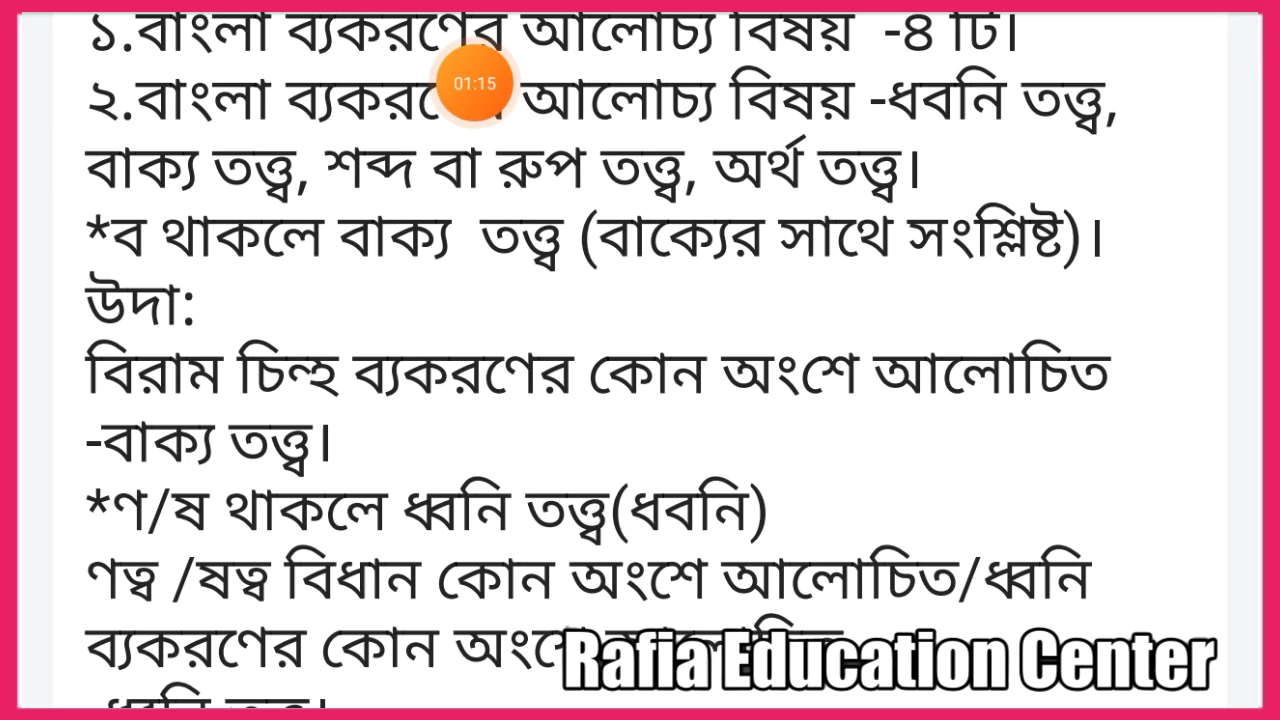 ১.বাংলা ব্যকরণের আলোচ্য বিষয় -৪ টি।
01:15
২.বাংলা আলোচ্য বিষয় -ধবনি তত্ত্ব,
বাক্য তত্ত্ব, শব্দ বা রুপ তত্ত্ব, অর্থ তত্ত্ব।
*ব থাকলে বাক্য তত্ত্ব (বাক্যের সাথে সংশ্লিষ্ট)।
উদা:
বিরাম চিন্হ ব্যকরণের কোন অংশে আলোচিত
-বাক্য তত্ত্ব।
*ণ/ষ থাকলে ধ্বনি তত্ত্ব(ধবনি)
ণত্ব /ষত্ব বিধান কোন অংশে আলোচিত/ধ্বনি
ব্যকরণের কোন
Rafia Education Center